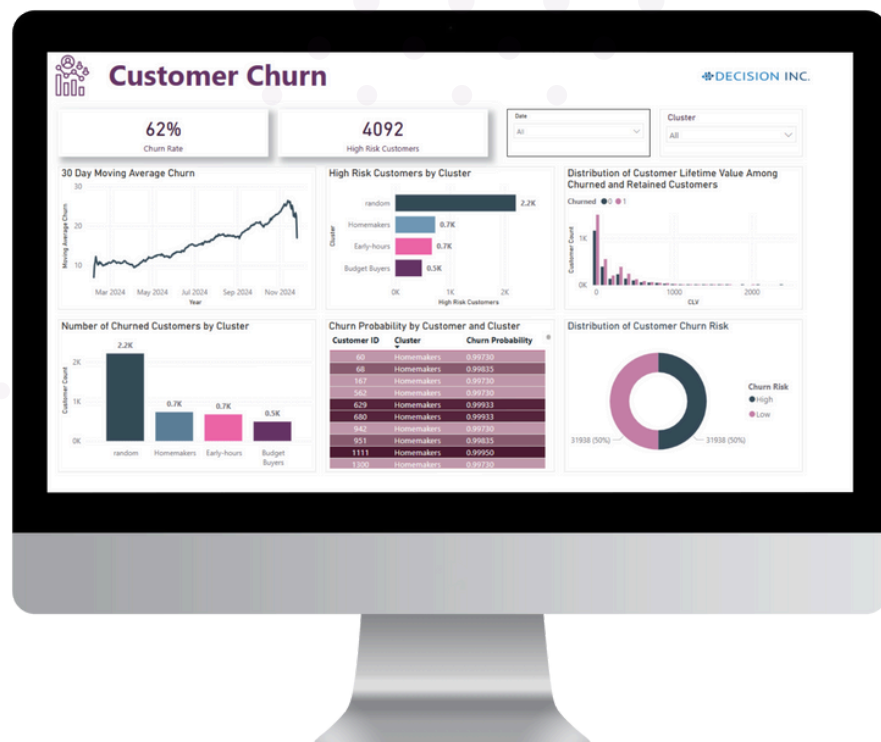 Customer Churn
DECISION INC.
62%
Churn Rate
4092
High Risk Customers
Date
Al
Cluster
All
30 Day Moving Average Churn
30
20
10
Moving Average Churn
Mar 2024 May 2024 Jul 2024 Sep 2024 Nov 2024
Year
High Risk Customers by Cluster
Cluster
random
2.2K
Homemakers
0.7K
Early-hours
0.7K
Budget Buyers
0.5K
0K 1K 2K
High Risk Customers
Distribution of Customer Lifetime Value Among
Churned and Retained Customers
Churned 0 1
Customer Count
1K
0K
0 1000 2000
CLV
Number of Churned Customers by Cluster
Customer Count
2K
1K
0K
2.2K
0.7K
0.7K
0.5K
random Homemakers Early-hours Budget
Buyers
Churn Probability by Customer and Cluster
Customer ID Cluster Churn Probability
60 Homemakers 0.99730
68 Homemakers 0.99835
167 Homemakers 0.99730
562 Homemakers 0.99730
629 Homemakers 0.99933
680 Homemakers 0.99933
942 Homemakers 0.99730
951 Homemakers 0.99835
1111 Homemakers 0.99950
1300 Homemakers 0.99730
Distribution of Customer Churn Risk
Churn Risk
High
Low
31938 (50%)
31938 (50%)